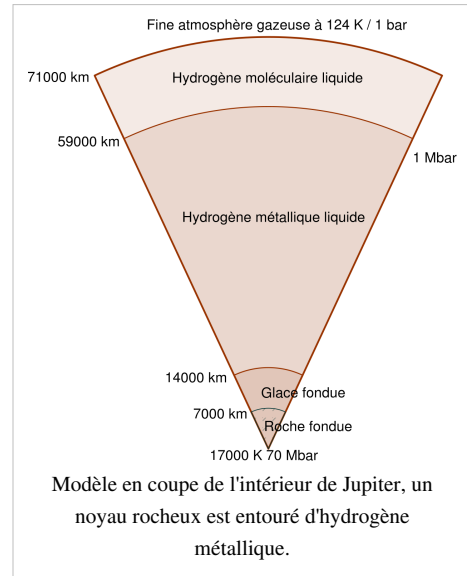 Fine atmosphère gazeuse à 124 K / 1 bar
71000 km
Hydrogène moléculaire liquide
59000 km
1 Mbar
Hydrogène métallique liquide
14000 km
Glace fondue
7000 km
Roche fondue
17000 K 70 Mbar
Modèle en coupe de l'intérieur de Jupiter, un
noyau rocheux est entouré d'hydrogène
métallique.